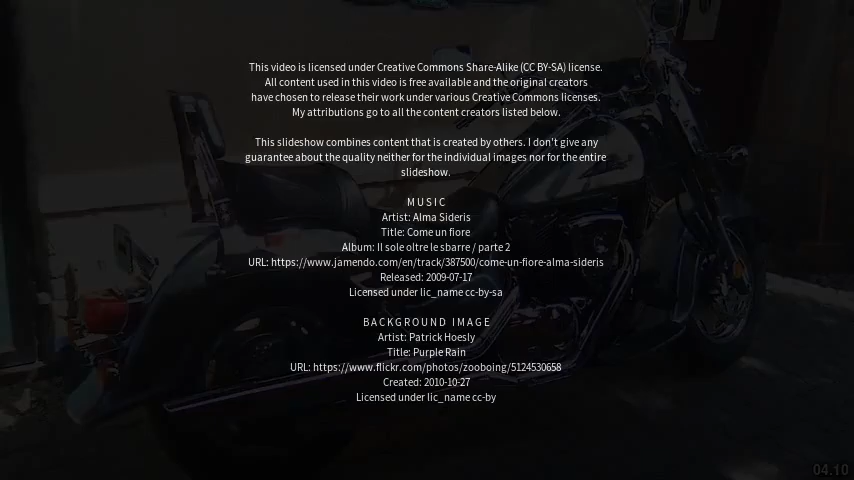 This video is licensed under Creative Commons Share-Alike (CC BY-SA) license.
All content used in this video is free available and the original creators
have chosen to release their work under various Creative Commons licenses.
My attributions go to all the content creators listed below.
This slideshow combines content that is created by others. I don't give any
guarantee about the quality neither for the individual images nor for the entire
slideshow.
MUSIC
Artist: Alma Sideris
Title: Come un fiore
Album: Il sole oltre le sbarre / parte 2
URL: https://www.jamendo.com/en/track/387500/come-un-fiore-alma-sideris
Released: 2009-07-17
Licensed under lic_name cc-by-sa
BACKGROUND IMAGE
Artist: Patrick Hoesly
Title: Purple Rain
URL: https://www.flickr.com/photos/zooboing/5124530658
Created: 2010-10-27
Licensed under lic_name cc-by
04.10